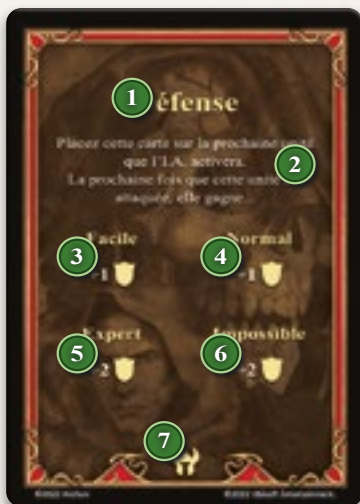 1 éfense
Placez cette carte sur la prochaine unité
que l'I.A. activera. 2
La prochaine fois que cette unité
attaquée, elle gagne...
3 Facile 4 Normal
-1 -1
5 Expert 6 Impossible
-2 -2
7